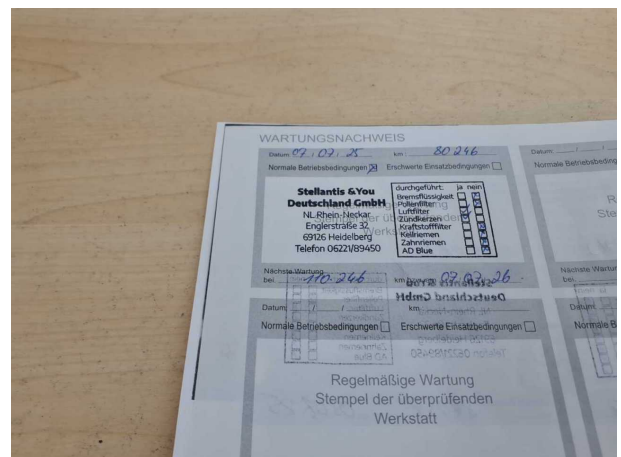 WARTUNGSNACHWEIS
Datum 07.07.25 km: 80 246
Normale Betriebsbedingungen Erschwerte Einsatzbedingungen
Stellantis &You
Deutschland GmbH
NL Rhein-Neckar
Englerstraße 32
69126 Heidelberg
Telefon 06221/89450
durchgeführt: ja nein
Bremsflüssigkeit
Pollenfilter
Luftfilter
Zündkerzen
Kraftstofffilter
Keilriemen
Zahnriemen
AD Blue
Nächste Wartung
bei 110.246 km 07.07.26
Datum: / / km
Normale Betriebsbedingungen Erschwerte Einsatzbedingungen
Regelmäßige Wartung
Stempel der überprüfenden
Werkstatt
Datum: / /
Normale
Nächste
bei
Datum
Normale